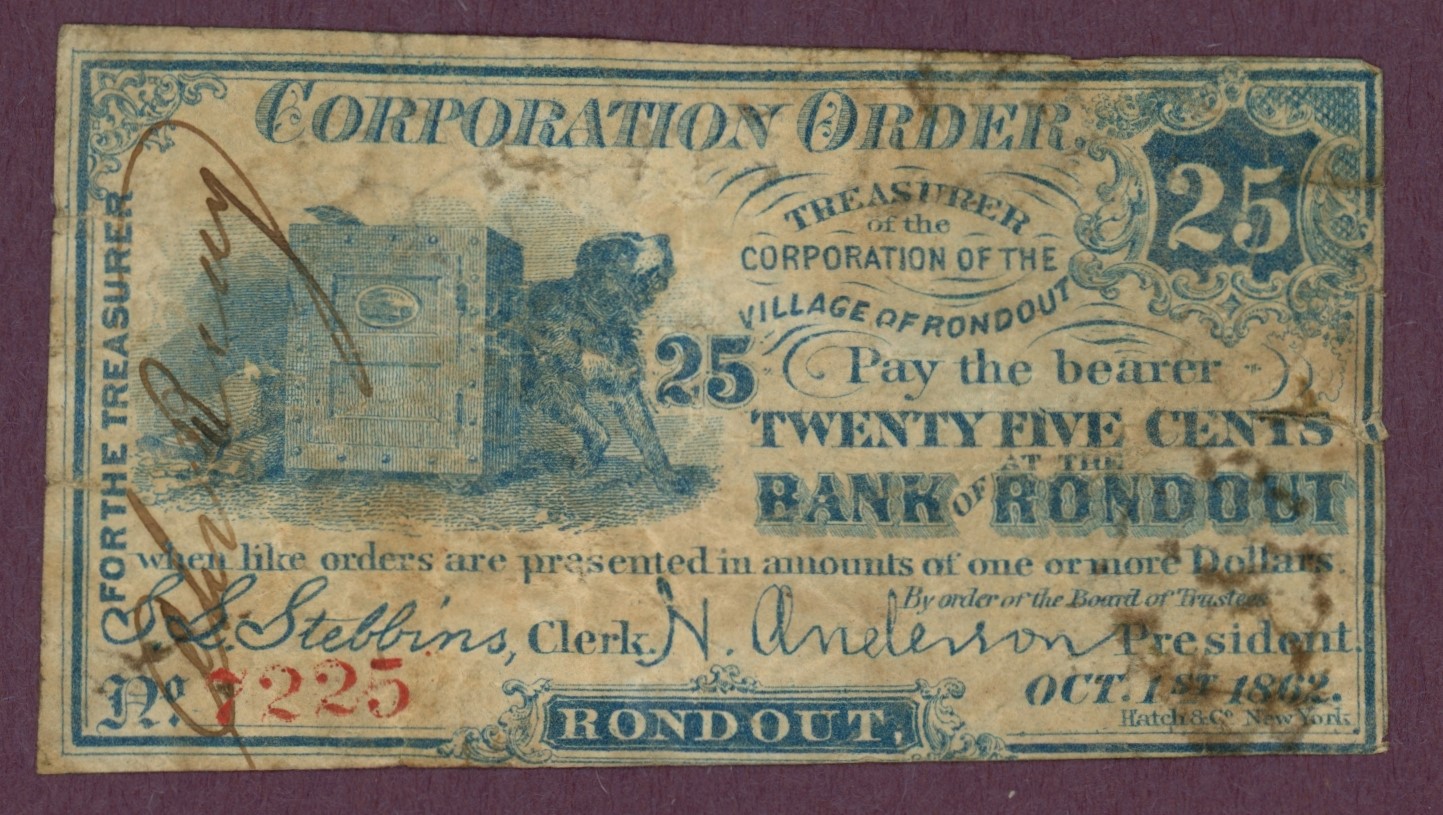 CORPORATION ORDER.
25
TREASURER
of the
CORPORATION OF THE
VILLAGE OF RONDOUT
25
Pay the bearer
TWENTY FIVE CENTS
AT THE
BANK OF RONDOUT
when like orders are presented in amounts of one or more Dollars.
By order of the Board of Trustees
Stebbins, Clerk. N. Anderson President.
No. 7225
OCT. 1ST 1862.
Hatch & Co. New York.
RONDOUT,
FOR THE TREASURER